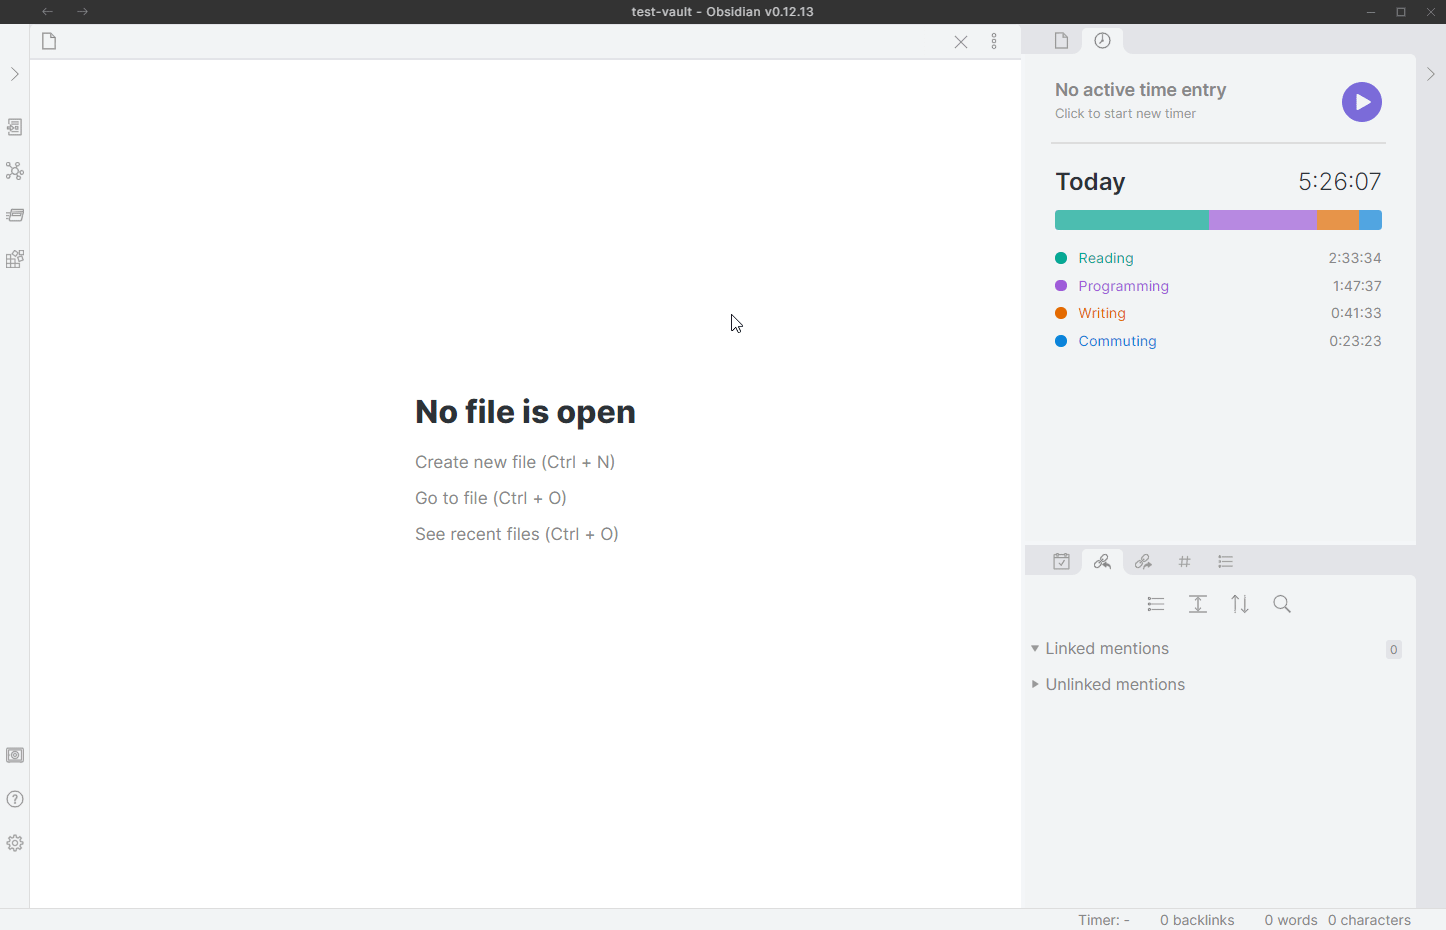 test-vault - Obsidian v0.12.13
No active time entry
Click to start new timer
Today 5:26:07
Reading 2:33:34
Programming 1:47:37
Writing 0:41:33
Commuting 0:23:23
No file is open
Create new file (Ctrl + N)
Go to file (Ctrl + O)
See recent files (Ctrl + O)
Linked mentions 0
Unlinked mentions
Timer: - 0 backlinks 0 words 0 characters